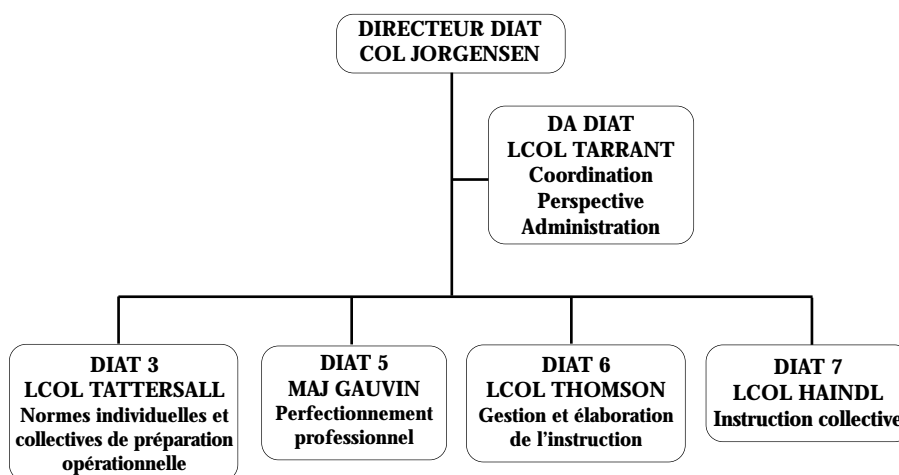 DIRECTEUR DIAT
COL JORGENSEN
DA DIAT
LCOL TARRANT
Coordination
Perspective
Administration
DIAT 3
LCOL TATTERSALL
Normes individuelles et
collectives de préparation
opérationnelle
DIAT 5
MAJ GAUVIN
Perfectionnement
professionnel
DIAT 6
LCOL THOMSON
Gestion et élaboration
de l’instruction
DIAT 7
LCOL HAINDL
Instruction collective